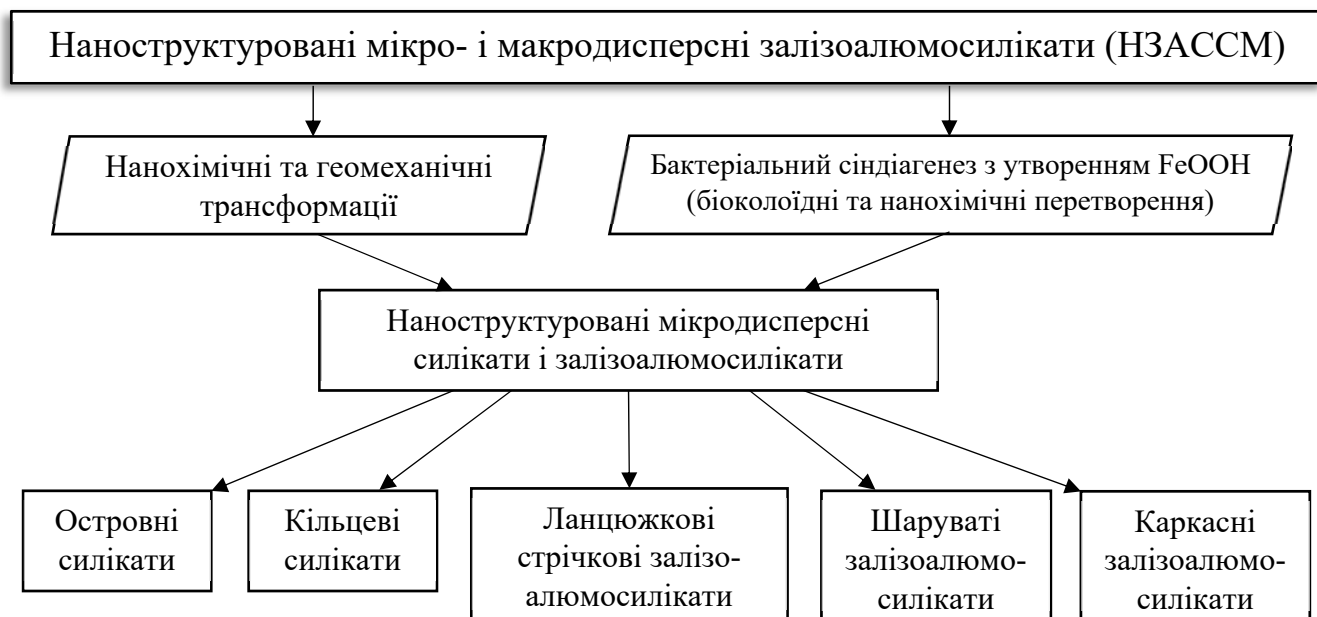 Наноструктуровані мікро- і макродисперсні залізоалюмосилікати (НЗАССМ)
Нанохімічні та геомеханічні
трансформації
Бактеріальний сіндіагенез з утворенням FeOOH
(біоколоїдні та нанохімічні перетворення)
Наноструктуровані мікродисперсні
силікати і залізоалюмосилікати
Островні
силікати
Кільцеві
силікати
Ланцюжкові
стрічкові залізо-
алюмосилікати
Шаруваті
залізоалюмо-
силікати
Каркасні
залізоалюмо-
силікати